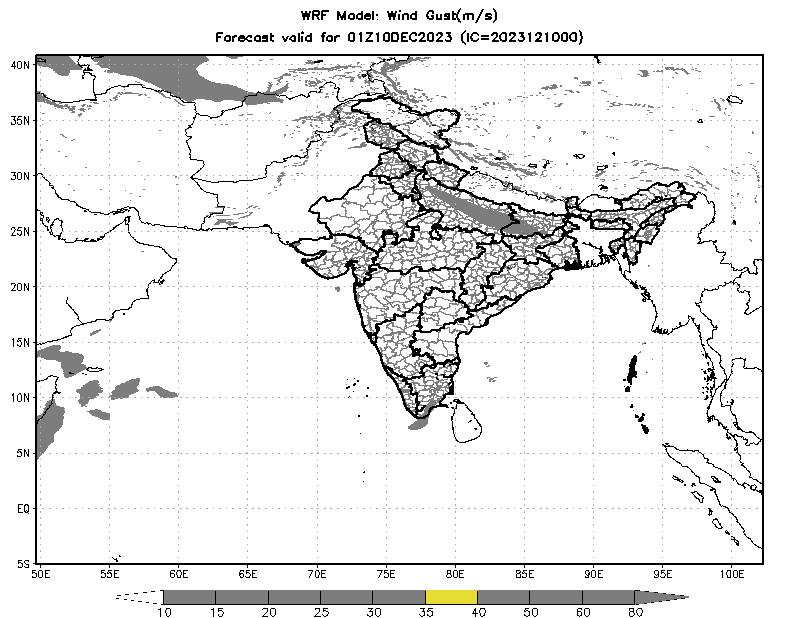 WRF Model: Wind Gust(m/s)
Forecast valid for 01Z10DEC2023 (IC=2023121000)
40N
35N
30N
25N
20N
15N
10N
5N
EQ
5S
50E 55E 60E 65E 70E 75E 80E 85E 90E 95E 100E
10 15 20 25 30 35 40 50 60 80